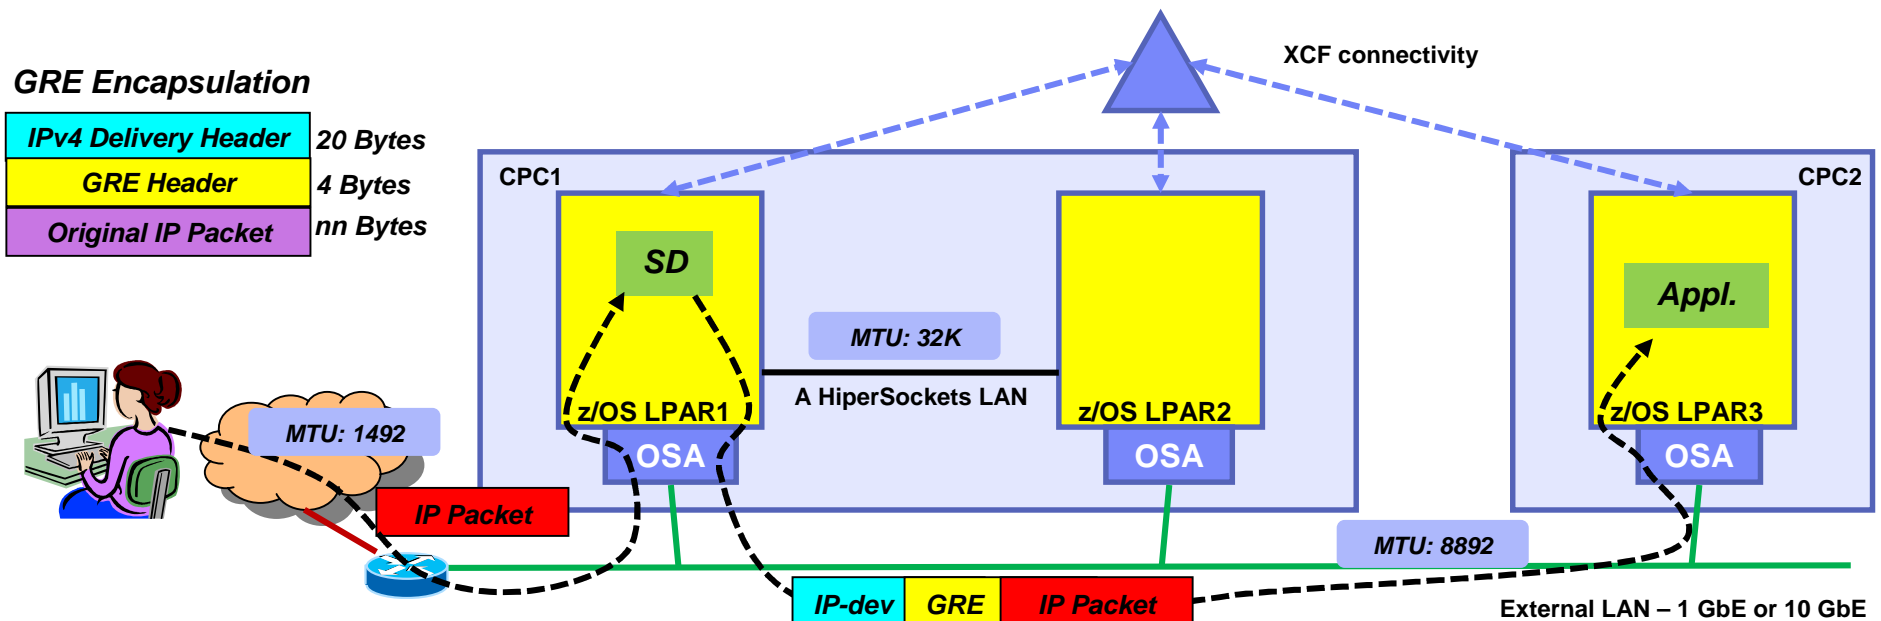 XCF connectivity
GRE Encapsulation
IPv4 Delivery Header 20 Bytes
GRE Header 4 Bytes
Original IP Packet nn Bytes
CPC1
CPC2
SD
Appl.
MTU: 32K
A HiperSockets LAN
z/OS LPAR1
z/OS LPAR2
z/OS LPAR3
MTU: 1492
OSA
OSA
OSA
IP Packet
MTU: 8892
IP-dev GRE IP Packet
External LAN – 1 GbE or 10 GbE